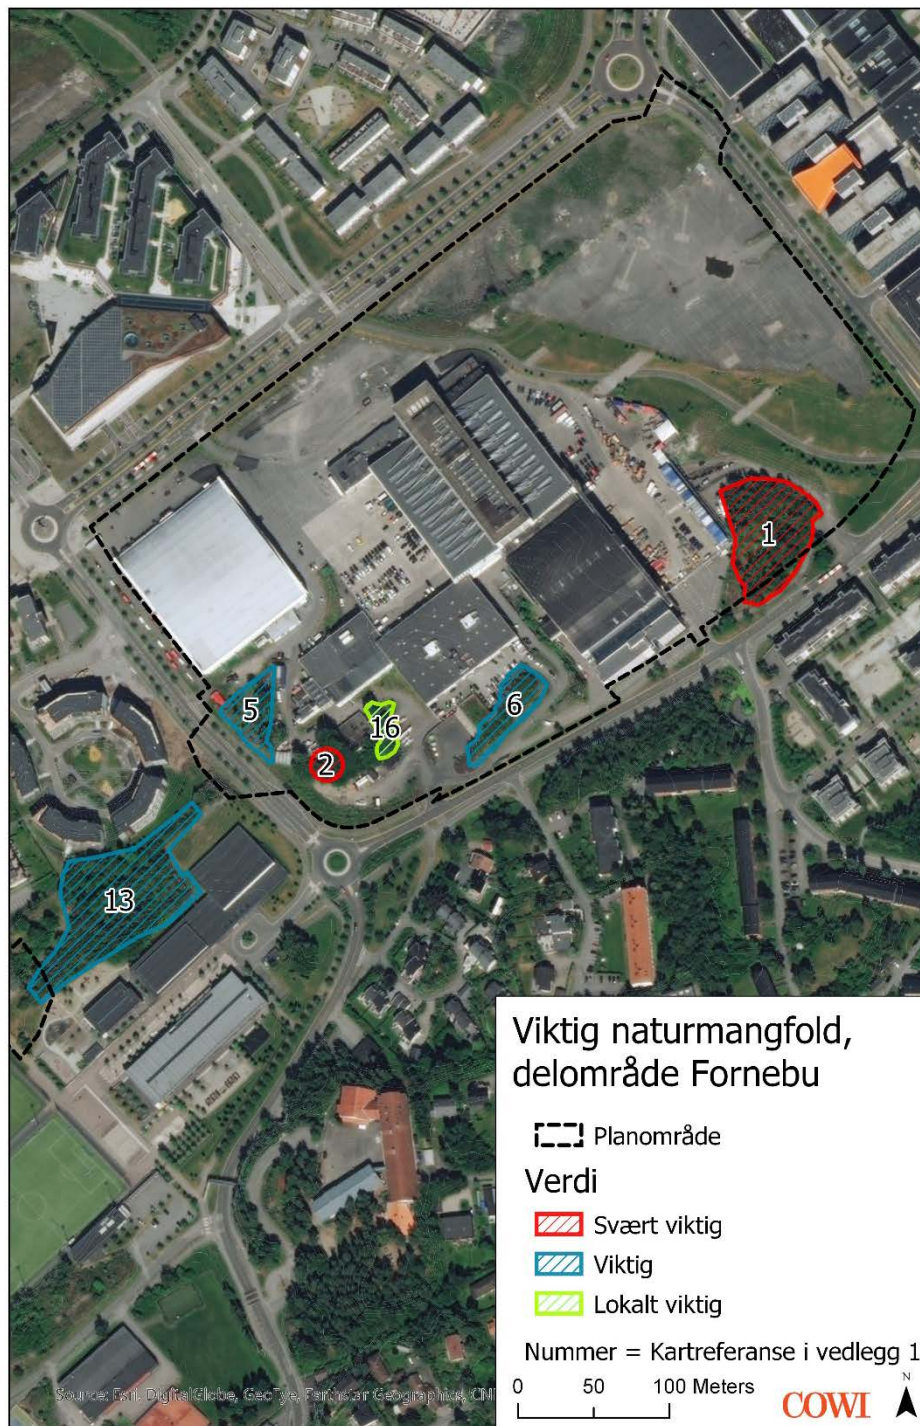 1
5
16
6
2
13
Viktig naturmangfold,
delområde Fornebu
Planområde
Verdi
Svært viktig
Viktig
Lokalt viktig
Nummer = Kartreferanse i vedlegg 1
N
0 50 100 Meters
COWI
Source: Esri, DigitalGlobe, GeoEye, Earthstar Geographics, CN